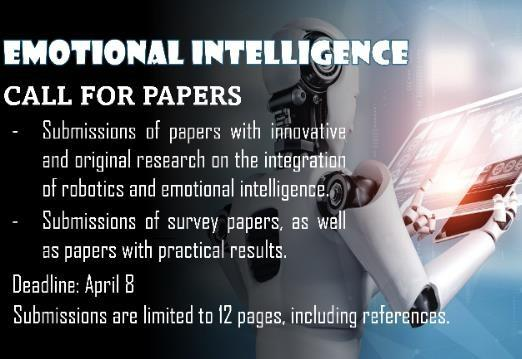 EMOTIONAL INTELLIGENCE
CALL FOR PAPERS
- Submissions of papers with innovative
and original research on the integration
of robotics and emotional intelligence.
- Submissions of survey papers, as well
as papers with practical results.
Deadline: April 8
Submissions are limited to 12 pages, including references.